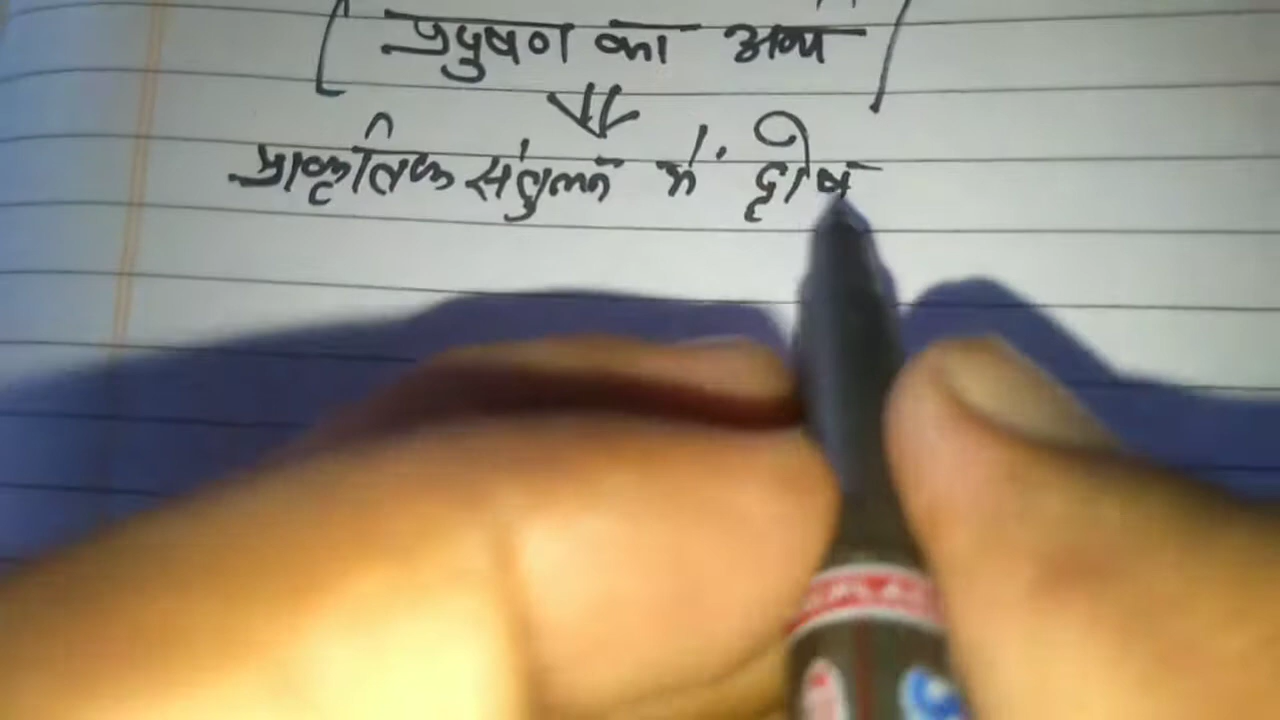 प्रदुषण का अर्थ
प्राकृतिक संतुलन में दोष